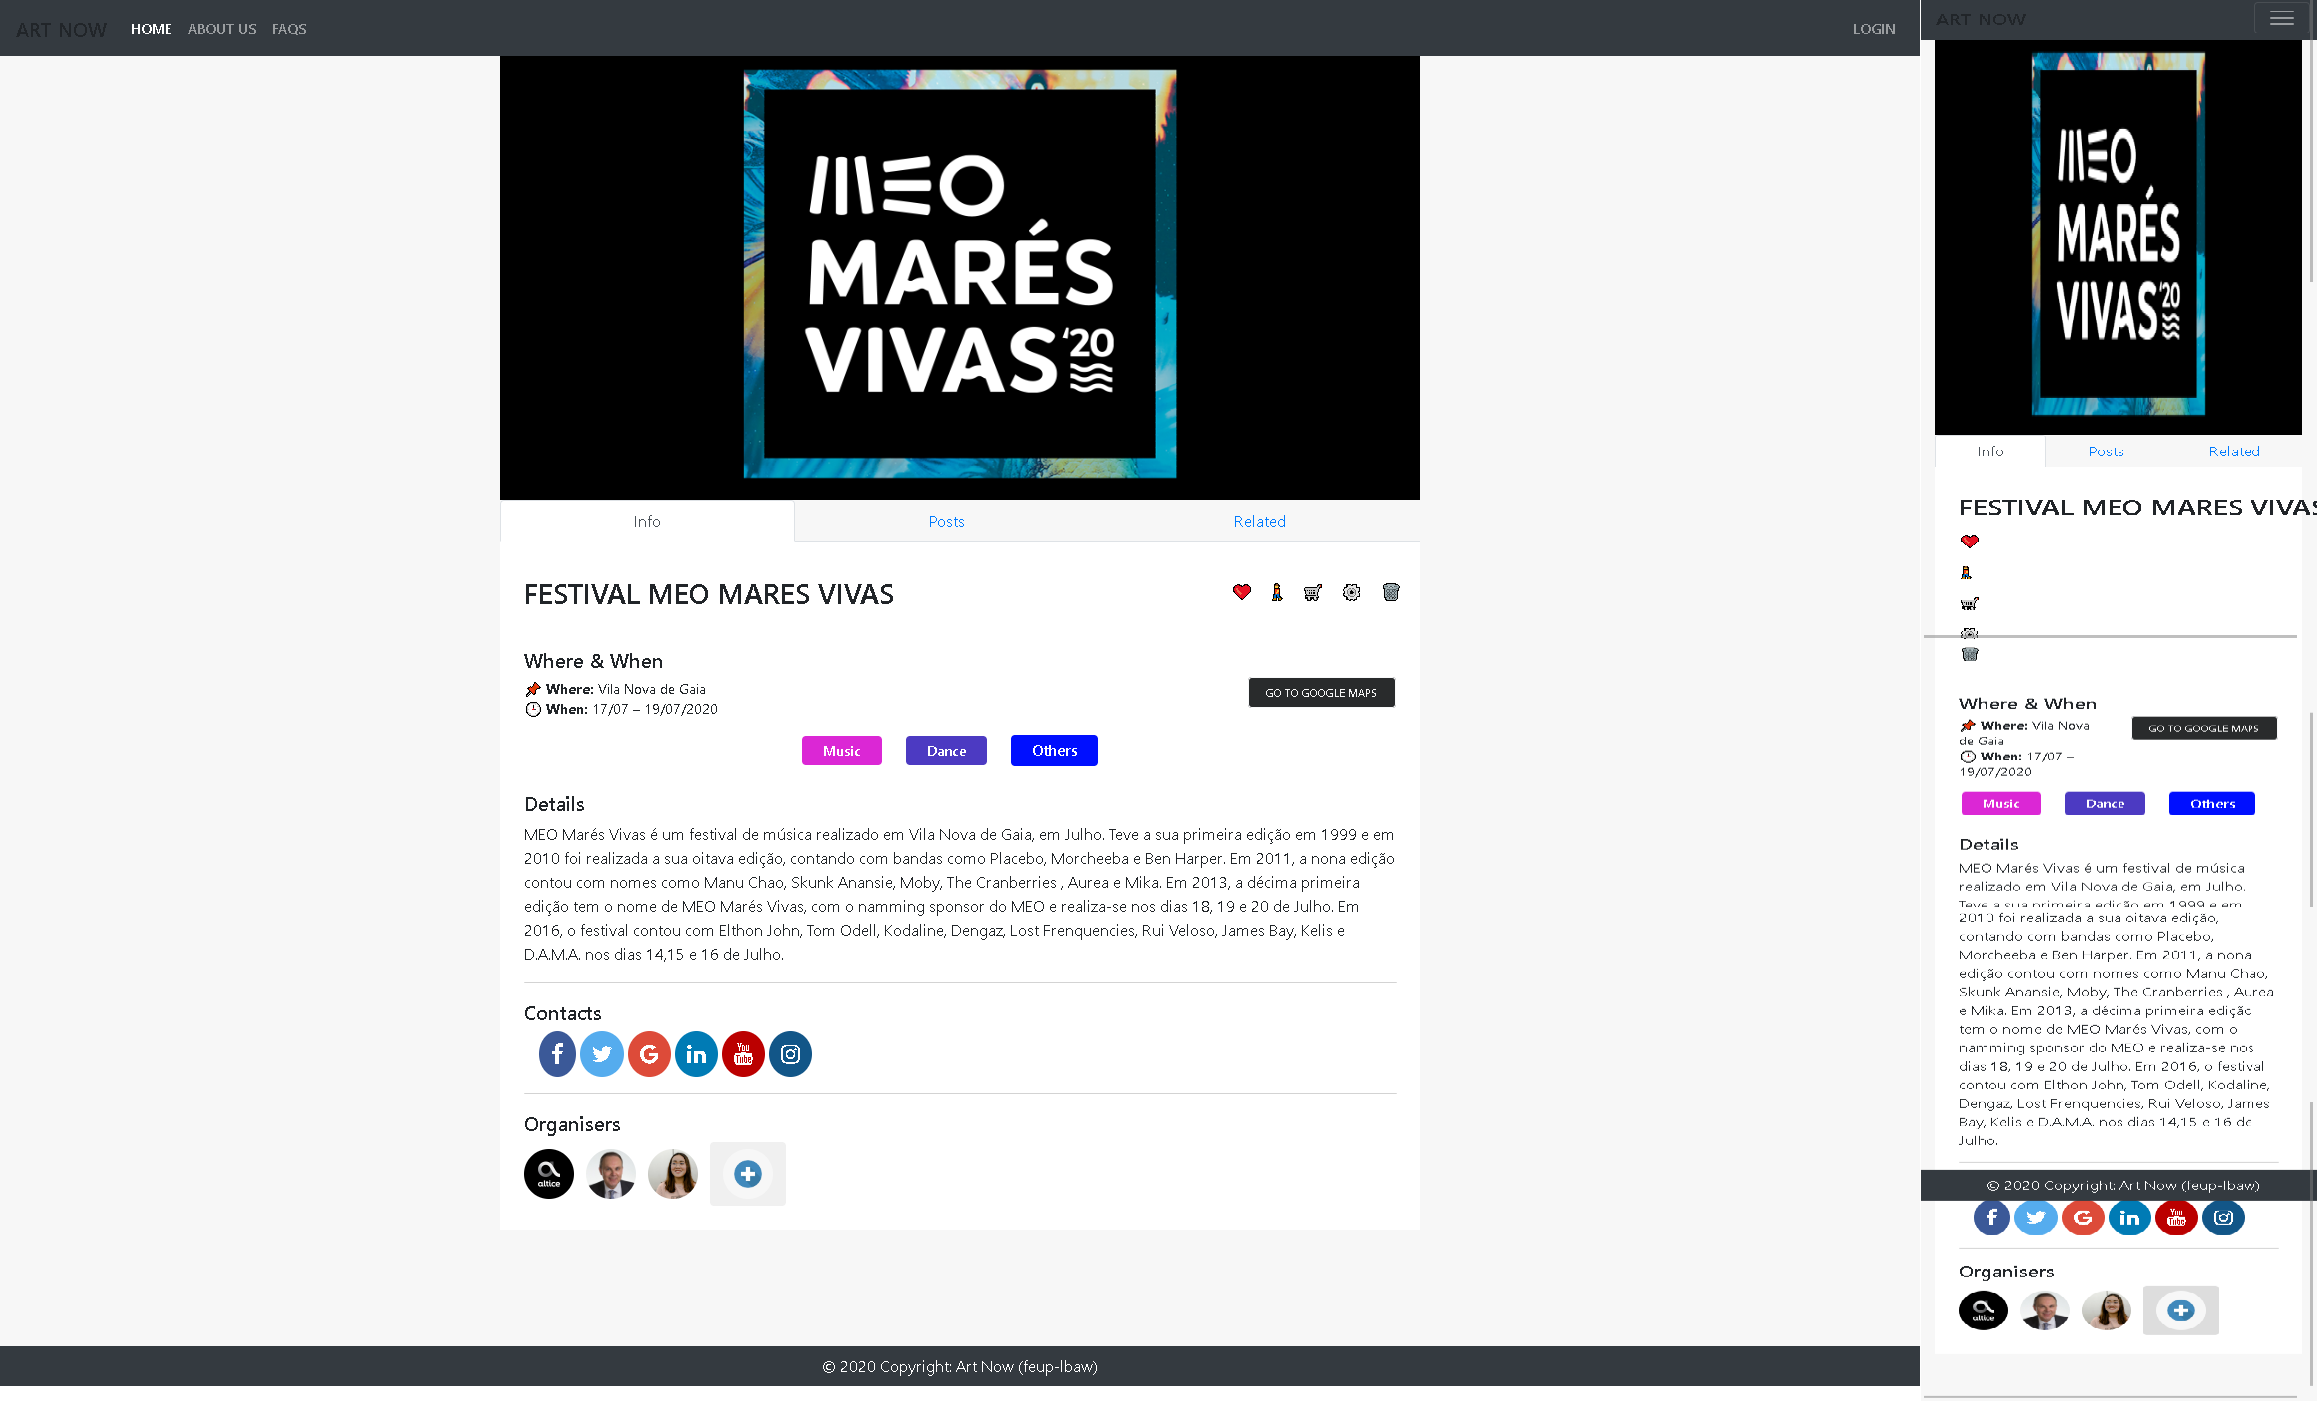 ART NOW HOME ABOUT US FAQS LOGIN
MEO
MARÉS
VIVAS '20
Info Posts Related
FESTIVAL MEO MARES VIVAS
Where & When
Where: Vila Nova de Gaia
When: 17/07 – 19/07/2020
GO TO GOOGLE MAPS
Music Dance Others
Details
MEO Marés Vivas é um festival de música realizado em Vila Nova de Gaia, em Julho. Teve a sua primeira edição em 1999 e em
2010 foi realizada a sua oitava edição, contando com bandas como Placebo, Morcheeba e Ben Harper. Em 2011, a nona edição
contou com nomes como Manu Chao, Skunk Anansie, Moby, The Cranberries , Aurea e Mika. Em 2013, a décima primeira
edição tem o nome de MEO Marés Vivas, com o namming sponsor do MEO e realiza-se nos dias 18, 19 e 20 de Julho. Em
2016, o festival contou com Elthon John, Tom Odell, Kodaline, Dengaz, Lost Frenquencies, Rui Veloso, James Bay, Kelis e
D.A.M.A. nos dias 14,15 e 16 de Julho.
Contacts
f G in You Tube
Organisers
altice
© 2020 Copyright: Art Now (feup-lbaw)
ART NOW
MEO
MARÉS
VIVAS '20
Info Posts Related
FESTIVAL MEO MARES VIVAS
Where & When
Where: Vila Nova
de Gaia
When: 17/07 –
19/07/2020
GO TO GOOGLE MAPS
Music Dance Others
Details
MEO Marés Vivas é um festival de música
realizado em Vila Nova de Gaia, em Julho.
Teve a sua primeira edição em 1999 e em
2010 foi realizada a sua oitava edição,
contando com bandas como Placebo,
Morcheeba e Ben Harper. Em 2011, a nona
edição contou com nomes como Manu Chao,
Skunk Anansie, Moby, The Cranberries , Aurea
e Mika. Em 2013, a décima primeira edição
tem o nome de MEO Marés Vivas, com o
namming sponsor do MEO e realiza-se nos
dias 18, 19 e 20 de Julho. Em 2016, o festival
contou com Elthon John, Tom Odell, Kodaline,
Dengaz, Lost Frenquencies, Rui Veloso, James
Bay, Kelis e D.A.M.A. nos dias 14,15 e 16 de
Julho.
© 2020 Copyright: Art Now (feup-lbaw)
f G in You Tube
Organisers
altice